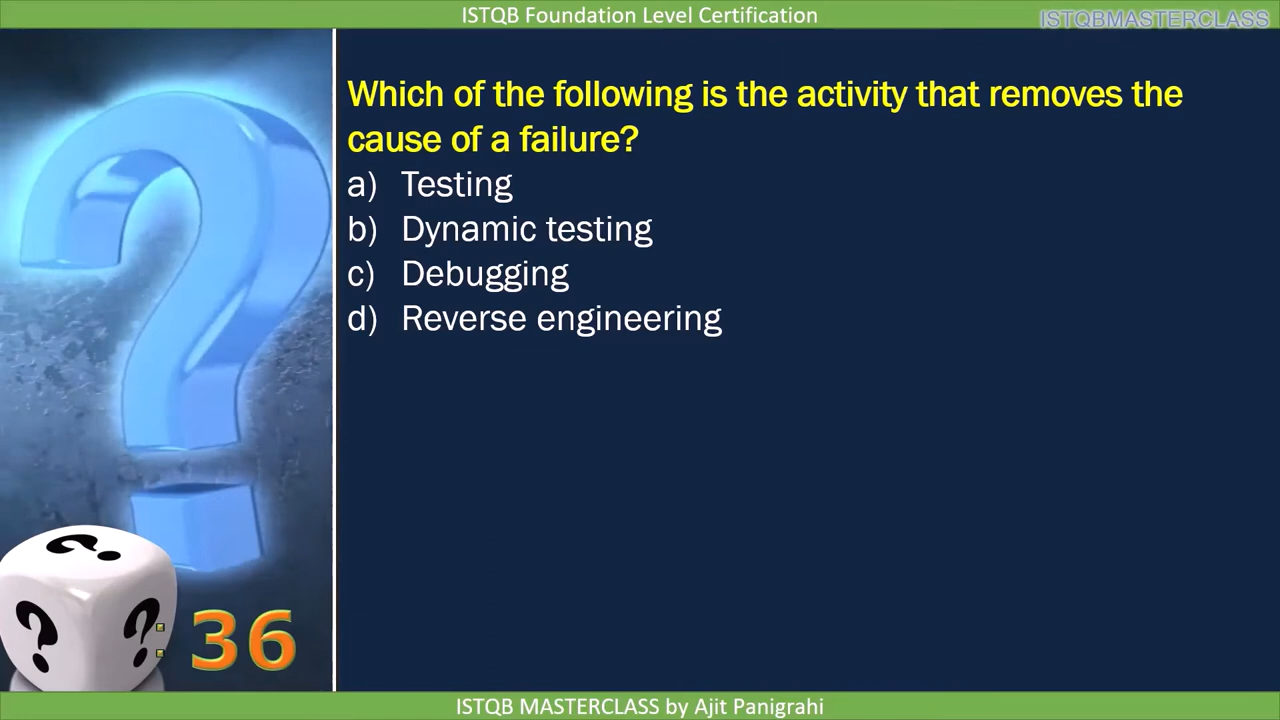 ISTQB Foundation Level Certification
ISTQBMASTERCLASS
Which of the following is the activity that removes the
cause of a failure?
a) Testing
b) Dynamic testing
c) Debugging
d) Reverse engineering
? ? ?
: 36
ISTQB MASTERCLASS by Ajit Panigrahi